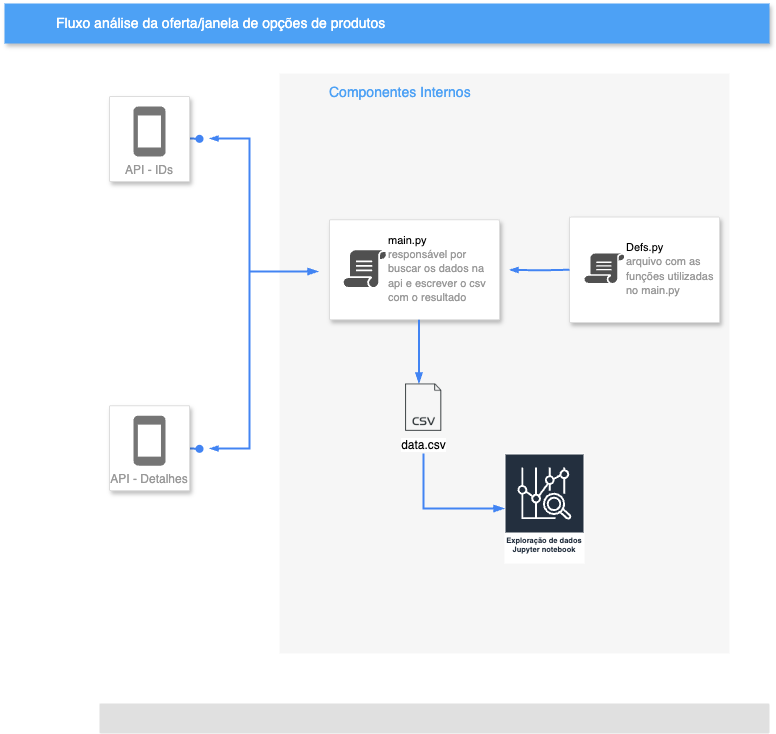 Fluxo análise da oferta/janela de opções de produtos
Componentes Internos
API - IDs
main.py
responsável por
buscar os dados na
api e escrever o csv
com o resultado
Defs.py
arquivo com as
funções utilizadas
no main.py
CSV
data.csv
API - Detalhes
Exploração de dados
Jupyter notebook